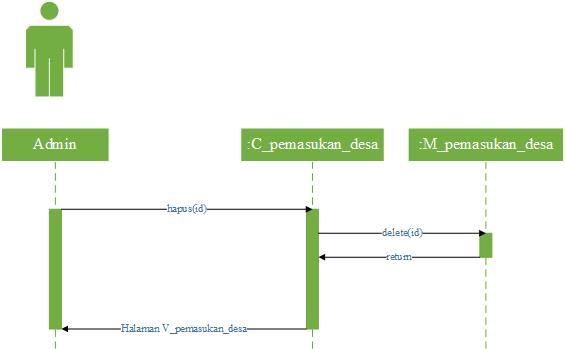 Admin
:C_pemasukan_desa
:M_pemasukan_desa
hapus(id)
delete(id)
return
Halaman V_pemasukan_desa